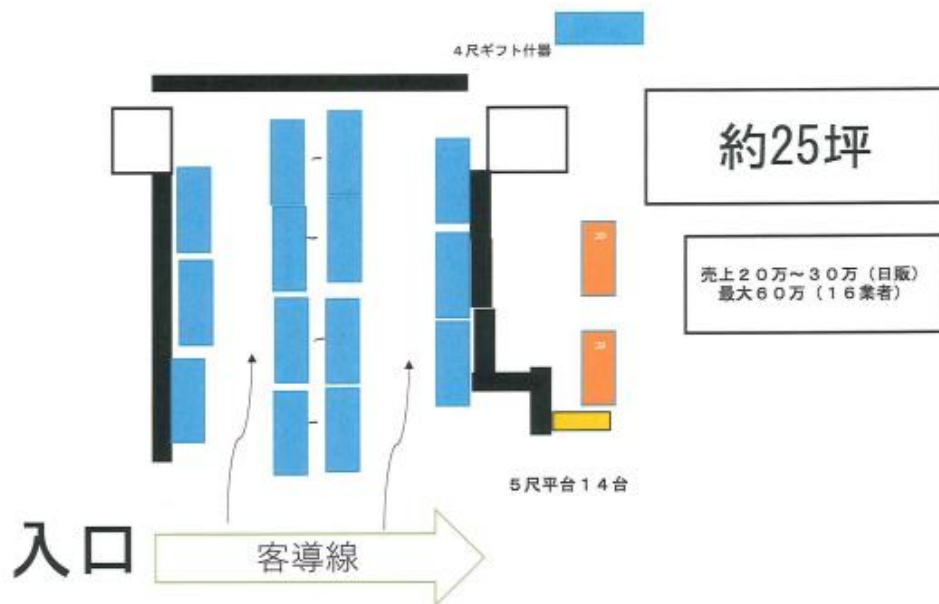 4尺ギフト什器
約25坪
売上20万~30万(日販)
最大60万(16業者)
R
R
5尺平台14台
入口
客導線